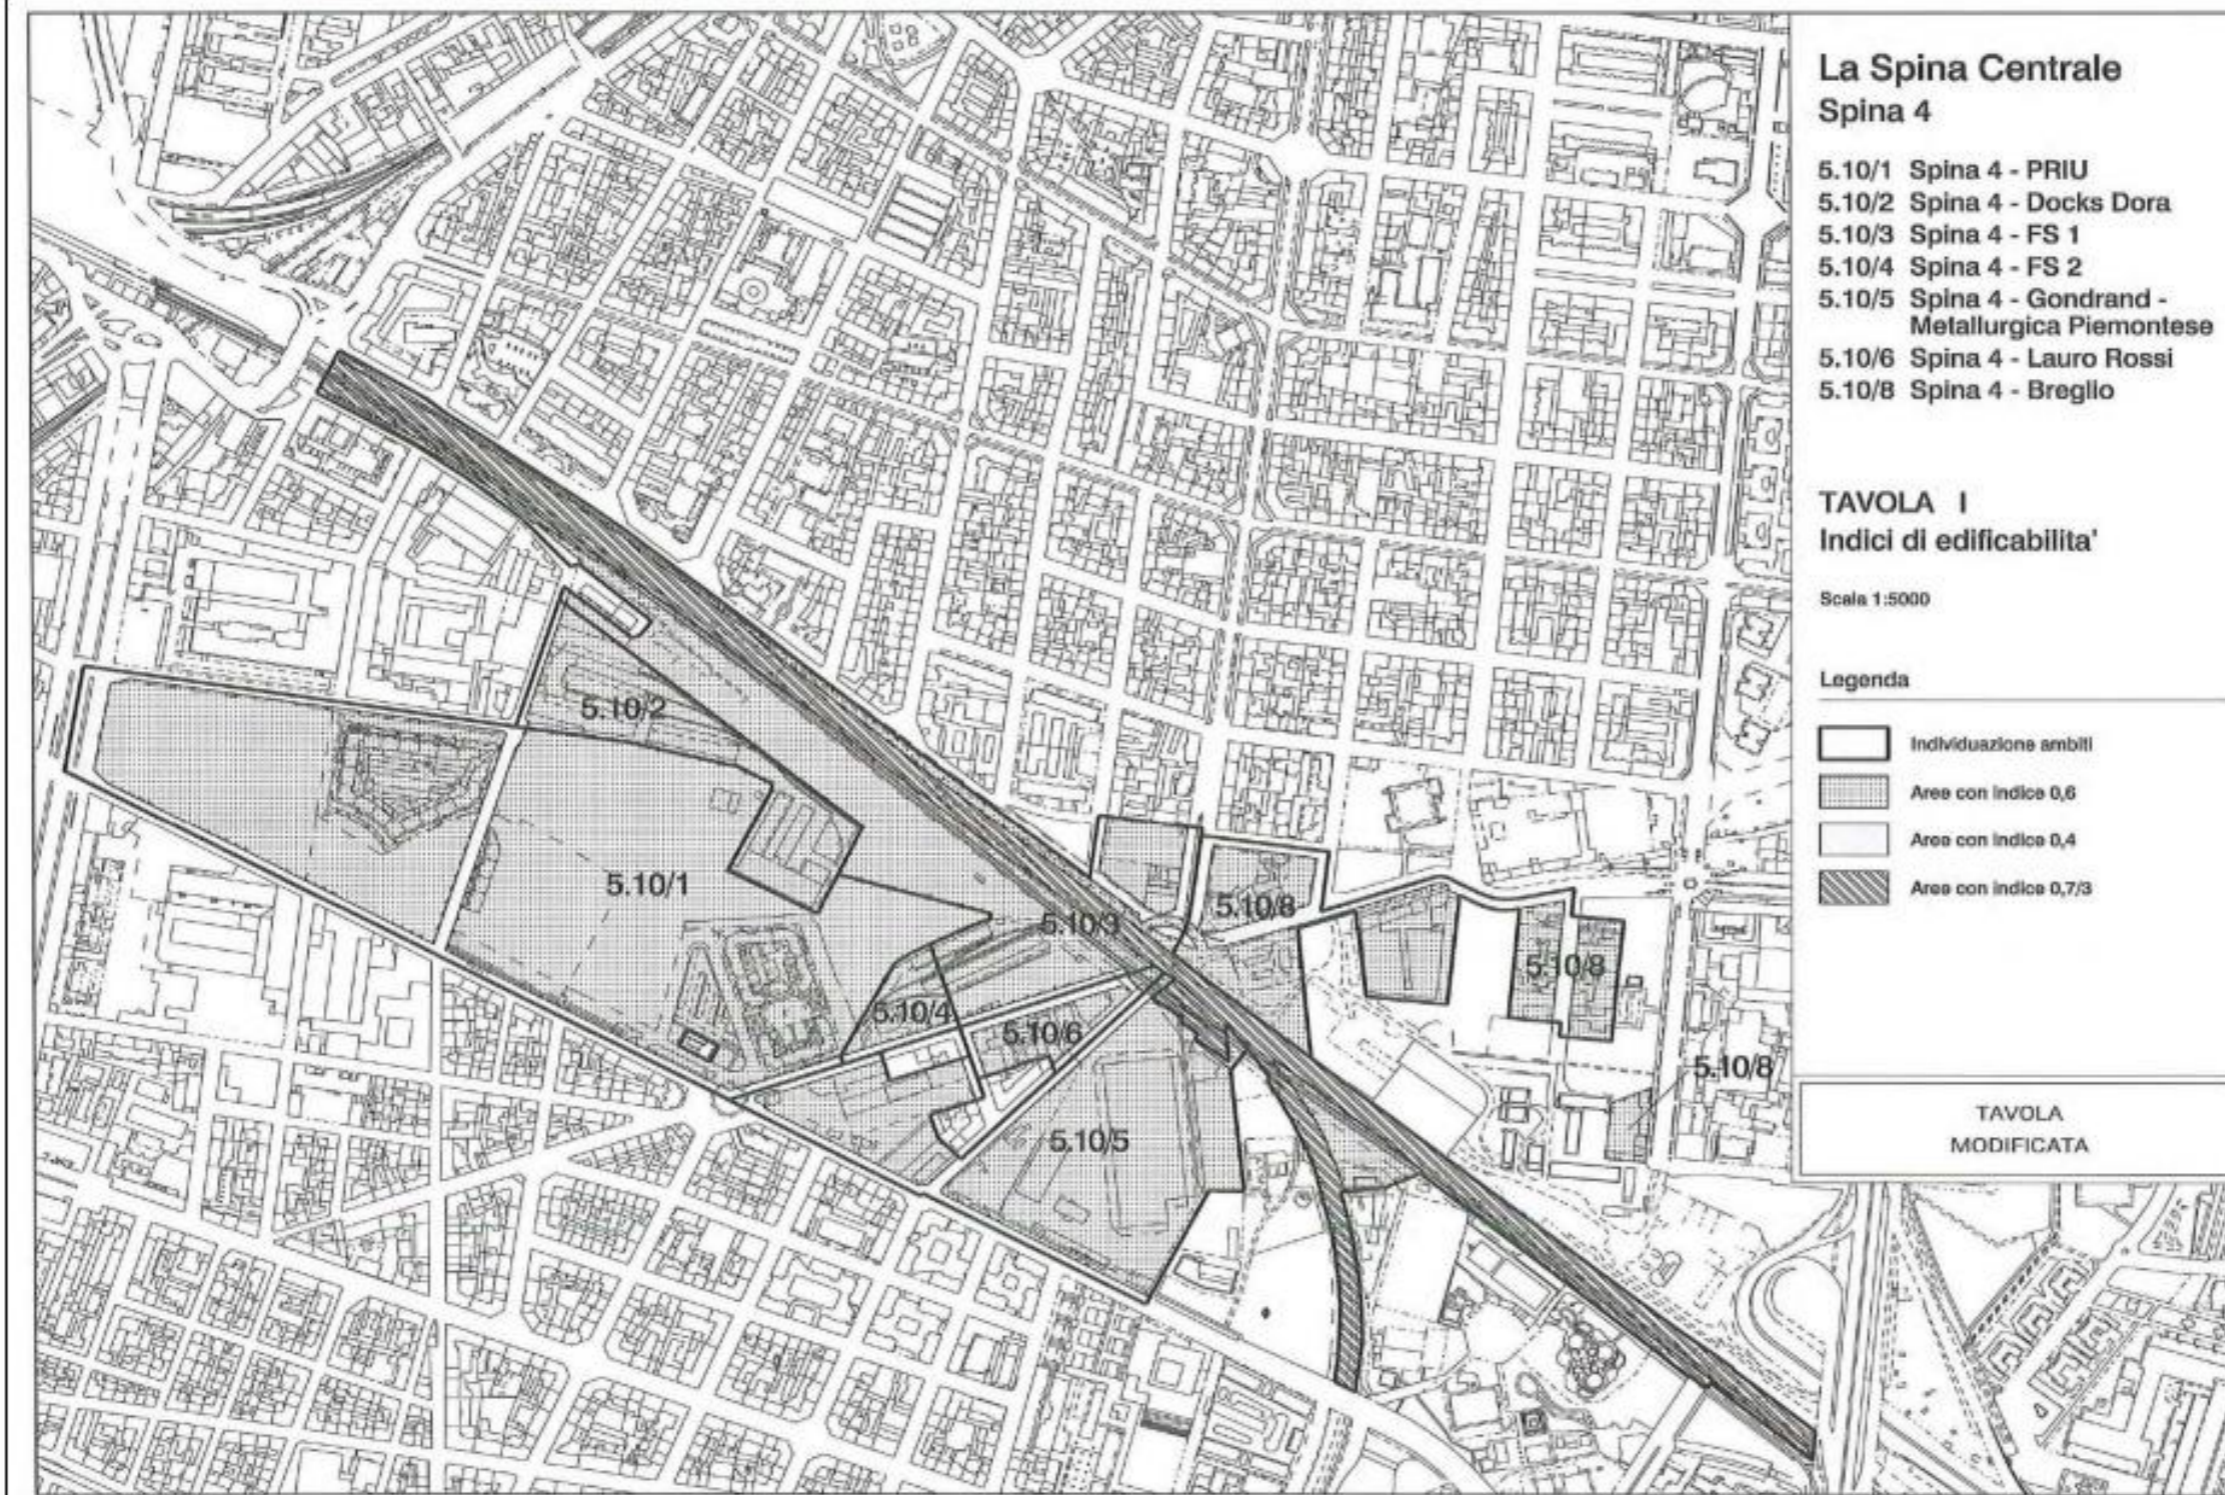 La Spina Centrale
Spina 4
5.10/1 Spina 4 - PRIU
5.10/2 Spina 4 - Docks Dora
5.10/3 Spina 4 - FS 1
5.10/4 Spina 4 - FS 2
5.10/5 Spina 4 - Gondrand -
Metallurgica Piemontese
5.10/6 Spina 4 - Lauro Rossi
5.10/8 Spina 4 - Breglio
TAVOLA I
Indici di edificabilita'
Scala 1:5000
Legenda
Individuazione ambiti
Aree con indice 0,6
Aree con indice 0,4
Aree con indice 0,7/3
TAVOLA
MODIFICATA
5.10/2
5.10/1
5.10/3
5.10/8
5.10/8
5.10/4
5.10/6
5.10/8
5.10/5